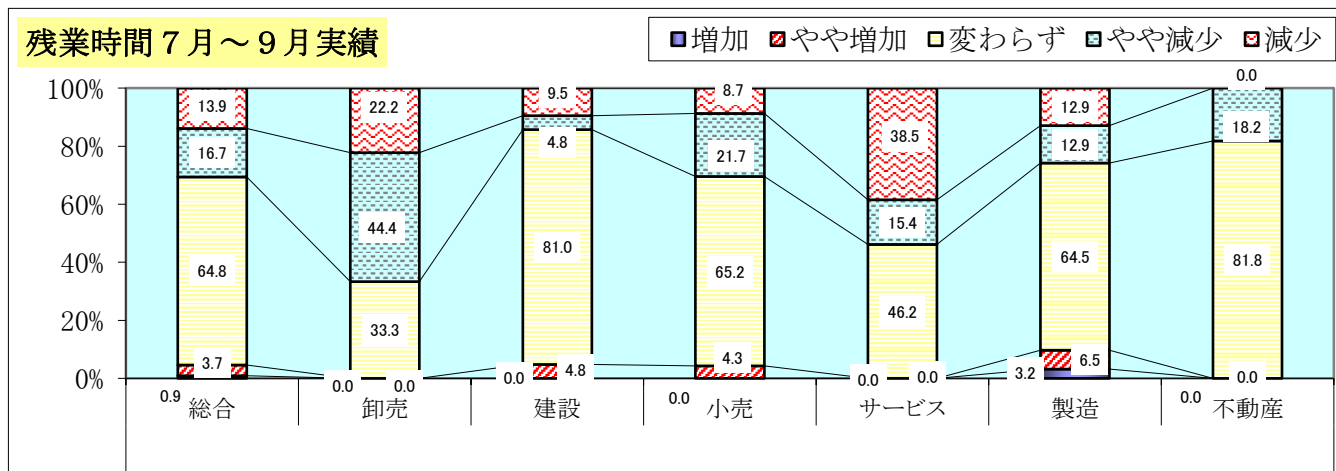 残業時間７月～９月実績
増加 やや増加 変わらず やや減少 減少
0.0
100%
80%
60%
40%
20%
0%
13.9 22.2 9.5 8.7 38.5 12.9
16.7 44.4 4.8 21.7 15.4 12.9 18.2
64.8 33.3 81.0 65.2 46.2 64.5 81.8
3.7 0.0 4.8 4.3 0.0 6.5 0.0
0.9 0.0 0.0 0.0 0.0 3.2 0.0
総合 卸売 建設 小売 サービス 製造 不動産